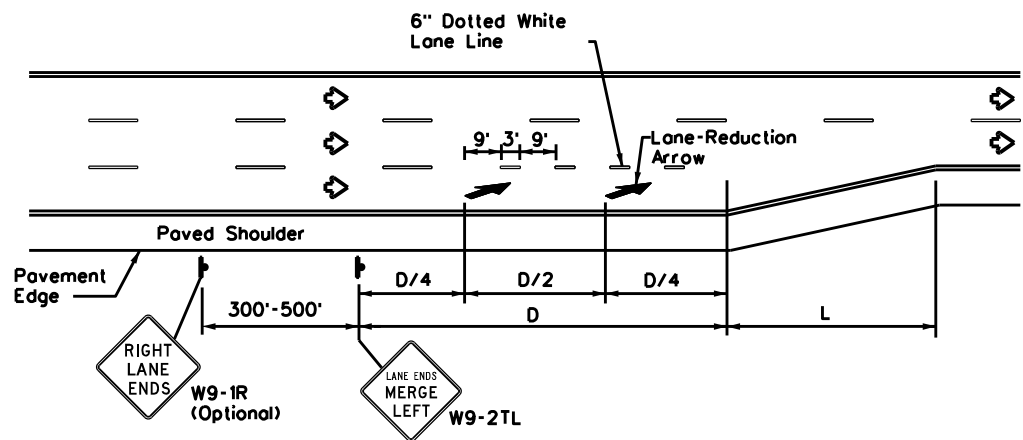 6" Dotted White
Lane Line
9' 3' 9'
Lane-Reduction
Arrow
Paved Shoulder
Pavement
Edge
D/4 D/2 D/4
300'-500' D L
RIGHT
LANE
ENDS
W9-1R
(Optional)
LANE ENDS
MERGE
LEFT
W9-2TL